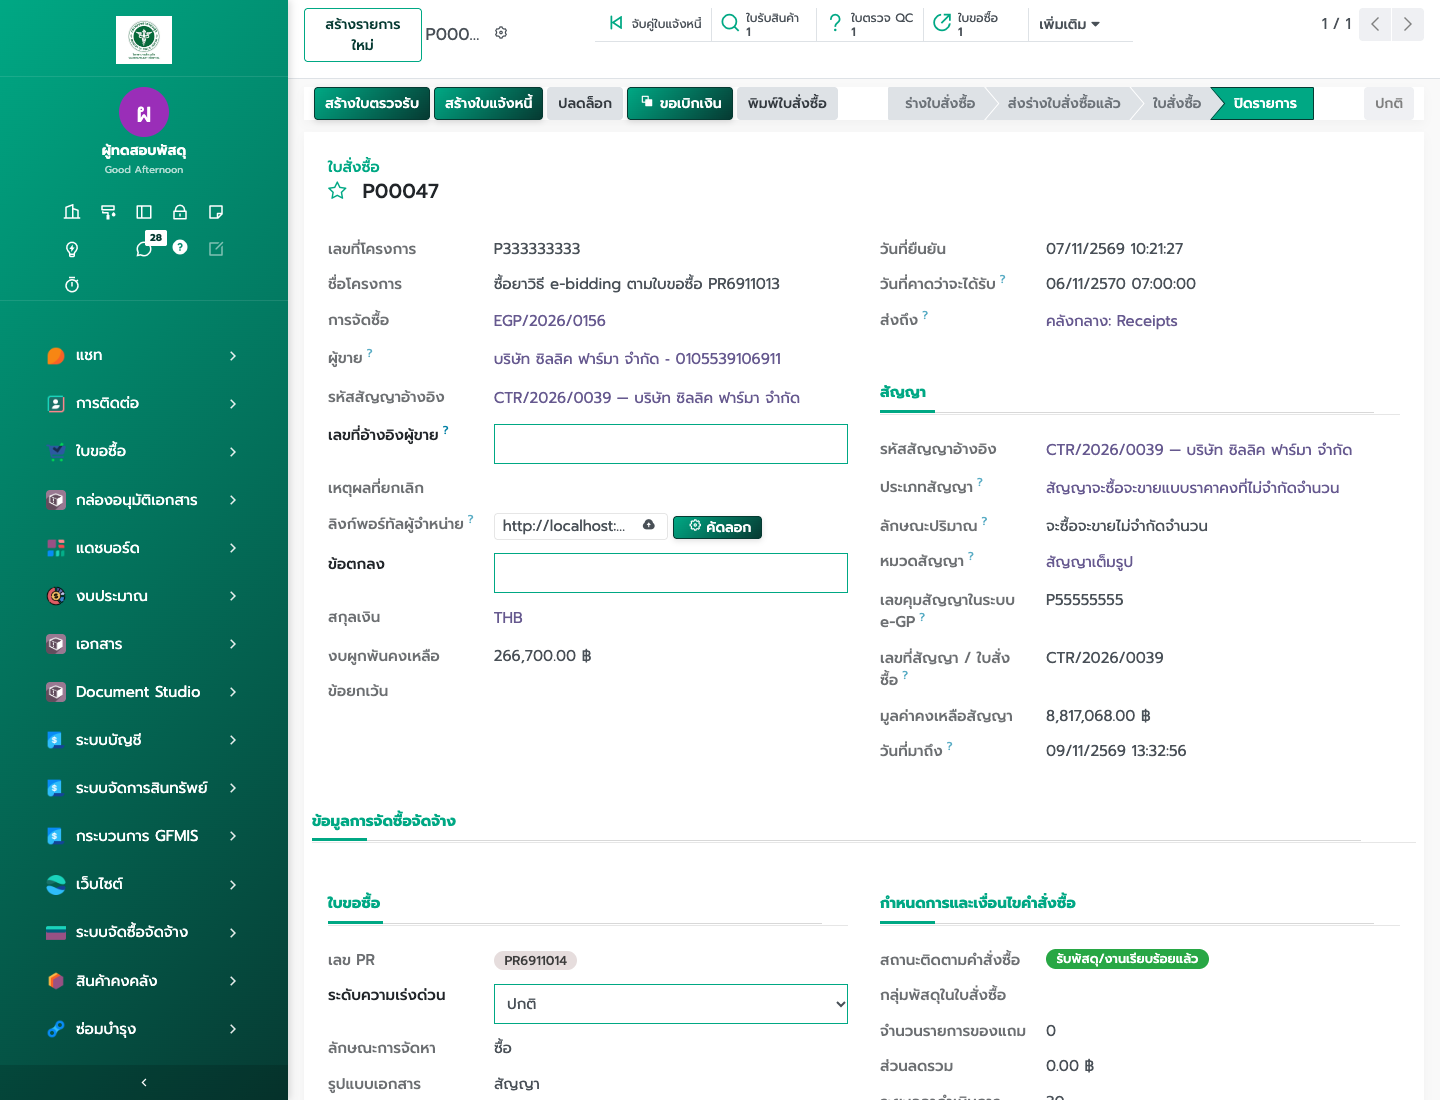 ผ
ผู้ทดสอบพัสดุ
Good Afternoon
28
แชท
การติดต่อ
ใบขอซื้อ
กล่องอนุมัติเอกสาร
แดชบอร์ด
งบประมาณ
เอกสาร
Document Studio
ระบบบัญชี
ระบบจัดการสินทรัพย์
กระบวนการ GFMIS
เว็บไซต์
ระบบจัดซื้อจัดจ้าง
สินค้าคงคลัง
ซ่อมบำรุง
สร้างรายการ
ใหม่
P000...
จับคู่ใบแจ้งหนี้
ใบรับสินค้า
1
ใบตรวจ QC
1
ใบขอซื้อ
1
เพิ่มเติม
1 / 1
สร้างใบตรวจรับ
สร้างใบแจ้งหนี้
ปลดล็อก
ขอเบิกเงิน
พิมพ์ใบสั่งซื้อ
ร่างใบสั่งซื้อ
ส่งร่างใบสั่งซื้อแล้ว
ใบสั่งซื้อ
ปิดรายการ
ปกติ
ใบสั่งซื้อ
P00047
เลขที่โครงการ P333333333
ชื่อโครงการ ซื้อยาวิธี e-bidding ตามใบขอซื้อ PR6911013
การจัดซื้อ EGP/2026/0156
ผู้ขาย ? บริษัท ซิลลิค ฟาร์มา จำกัด - 0105539106911
รหัสสัญญาอ้างอิง CTR/2026/0039 — บริษัท ซิลลิค ฟาร์มา จำกัด
เลขที่อ้างอิงผู้ขาย ?
เหตุผลที่ยกเลิก
ลิงก์พอร์ทัลผู้จำหน่าย ? http://localhost:... คัดลอก
ข้อตกลง
สกุลเงิน THB
งบผูกพันคงเหลือ 266,700.00 ฿
ข้อยกเว้น
วันที่ยืนยัน 07/11/2569 10:21:27
วันที่คาดว่าจะได้รับ ? 06/11/2570 07:00:00
ส่งถึง ? คลังกลาง: Receipts
สัญญา
รหัสสัญญาอ้างอิง CTR/2026/0039 — บริษัท ซิลลิค ฟาร์มา จำกัด
ประเภทสัญญา ? สัญญาจะซื้อจะขายแบบราคาคงที่ไม่จำกัดจำนวน
ลักษณะปริมาณ ? จะซื้อจะขายไม่จำกัดจำนวน
หมวดสัญญา ? สัญญาเต็มรูป
เลขคุมสัญญาในระบบ P55555555
e-GP ?
เลขที่สัญญา / ใบสั่ง CTR/2026/0039
ซื้อ ?
มูลค่าคงเหลือสัญญา 8,817,068.00 ฿
วันที่มาถึง ? 09/11/2569 13:32:56
ข้อมูลการจัดซื้อจัดจ้าง
ใบขอซื้อ
เลข PR PR6911014
ระดับความเร่งด่วน ปกติ
ลักษณะการจัดหา ซื้อ
รูปแบบเอกสาร สัญญา
กำหนดการและเงื่อนไขคำสั่งซื้อ
สถานะติดตามคำสั่งซื้อ รับพัสดุ/งานเรียบร้อยแล้ว
กลุ่มพัสดุในใบสั่งซื้อ
จำนวนรายการของแถม 0
ส่วนลดรวม 0.00 ฿